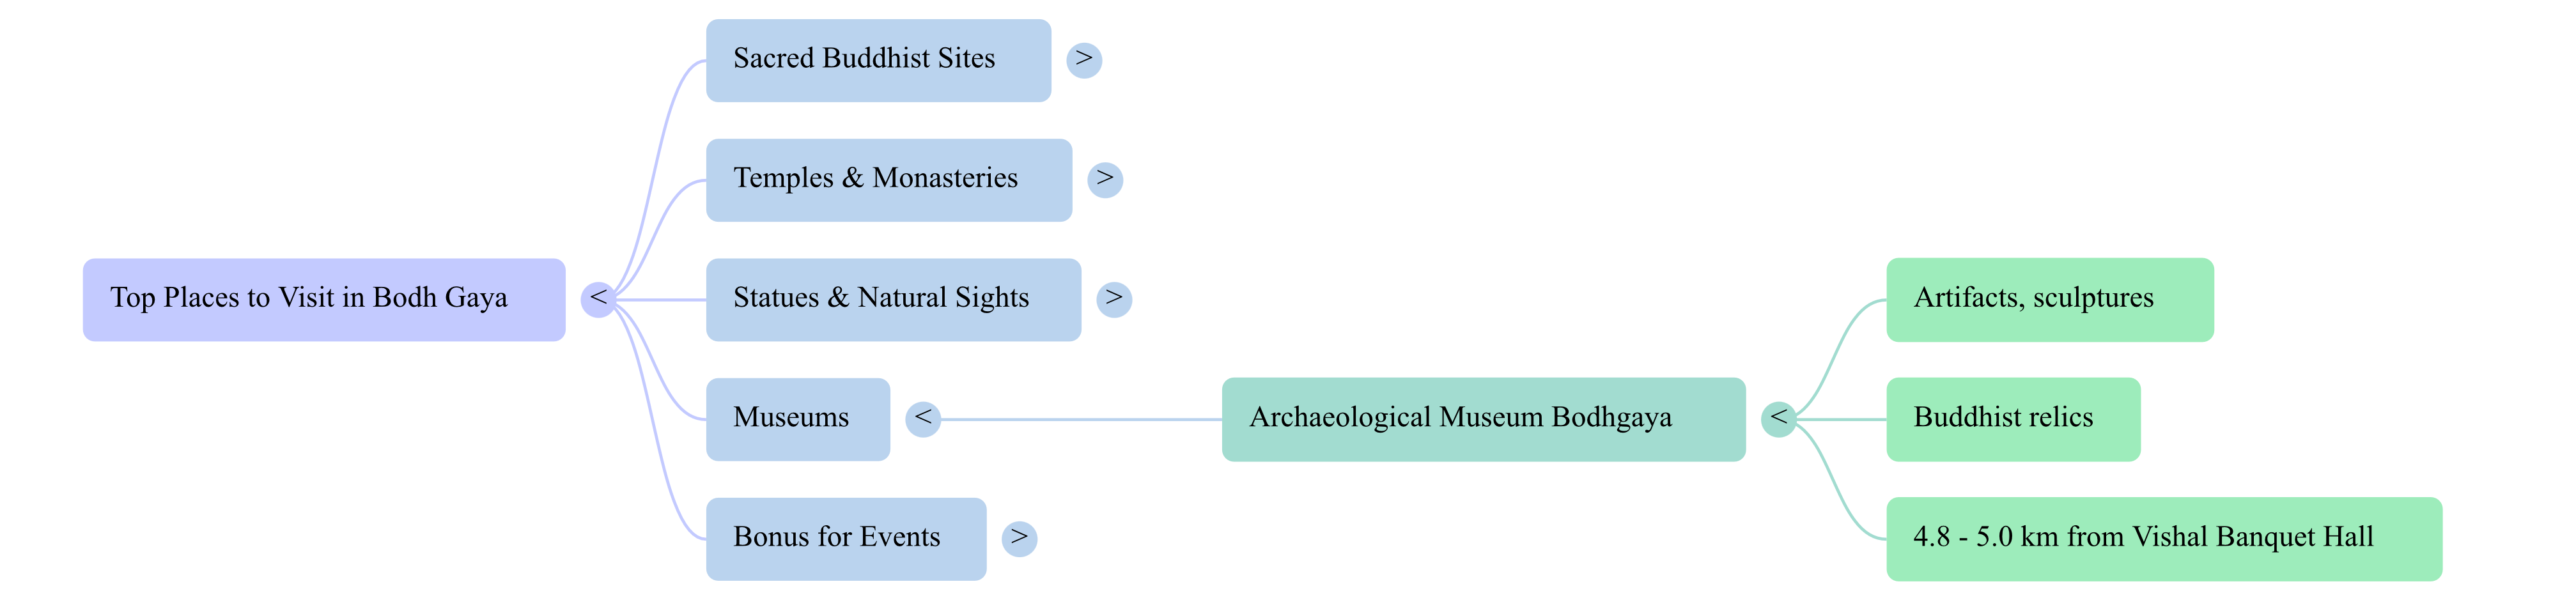 Top Places to Visit in Bodh Gaya
<
Sacred Buddhist Sites
>
Temples & Monasteries
>
Statues & Natural Sights
>
Museums
<
Bonus for Events
>
Archaeological Museum Bodhgaya
<
Artifacts, sculptures
Buddhist relics
4.8 - 5.0 km from Vishal Banquet Hall